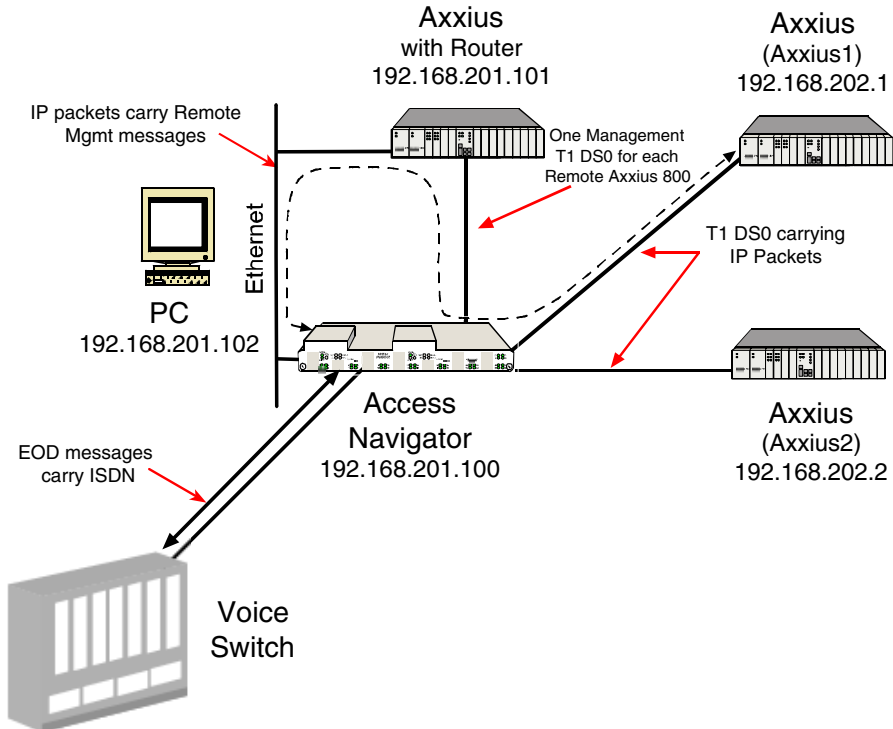 Axxius
with Router
192.168.201.101
Axxius
(Axxius1)
192.168.202.1
IP packets carry Remote
Mgmt messages
One Management
T1 DS0 for each
Remote Axxius 800
Ethernet
T1 DS0 carrying
IP Packets
PC
192.168.201.102
Access
Navigator
192.168.201.100
Axxius
(Axxius2)
192.168.202.2
EOD messages
carry ISDN
Voice
Switch